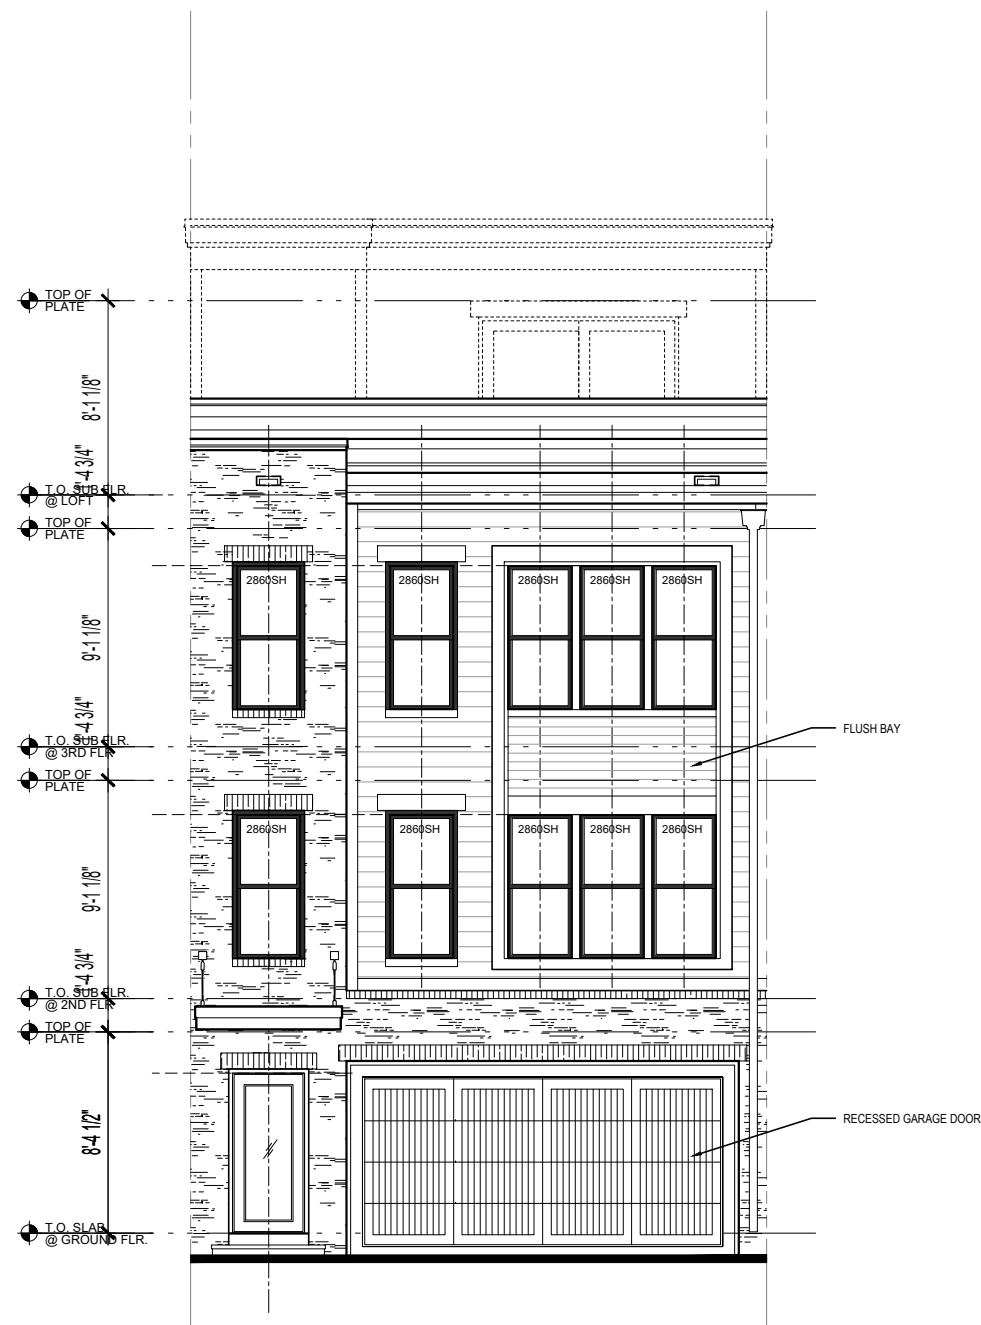 TOP OF
PLATE
8'-1 1/8"
1'-4 3/4"
T.O. SUB FLR.
@ LOFT
TOP OF
PLATE
2860SH
2860SH
2860SH
2860SH
2860SH
9'-1 1/8"
FLUSH BAY
1'-4 3/4"
T.O. SUB FLR.
@ 3RD FLR
TOP OF
PLATE
2860SH
2860SH
2860SH
2860SH
2860SH
9'-1 1/8"
1'-4 3/4"
T.O. SUB FLR.
@ 2ND FLR
TOP OF
PLATE
8'-4 1/2"
RECESSED GARAGE DOOR
T.O. SLAB
@ GROUND FLR.